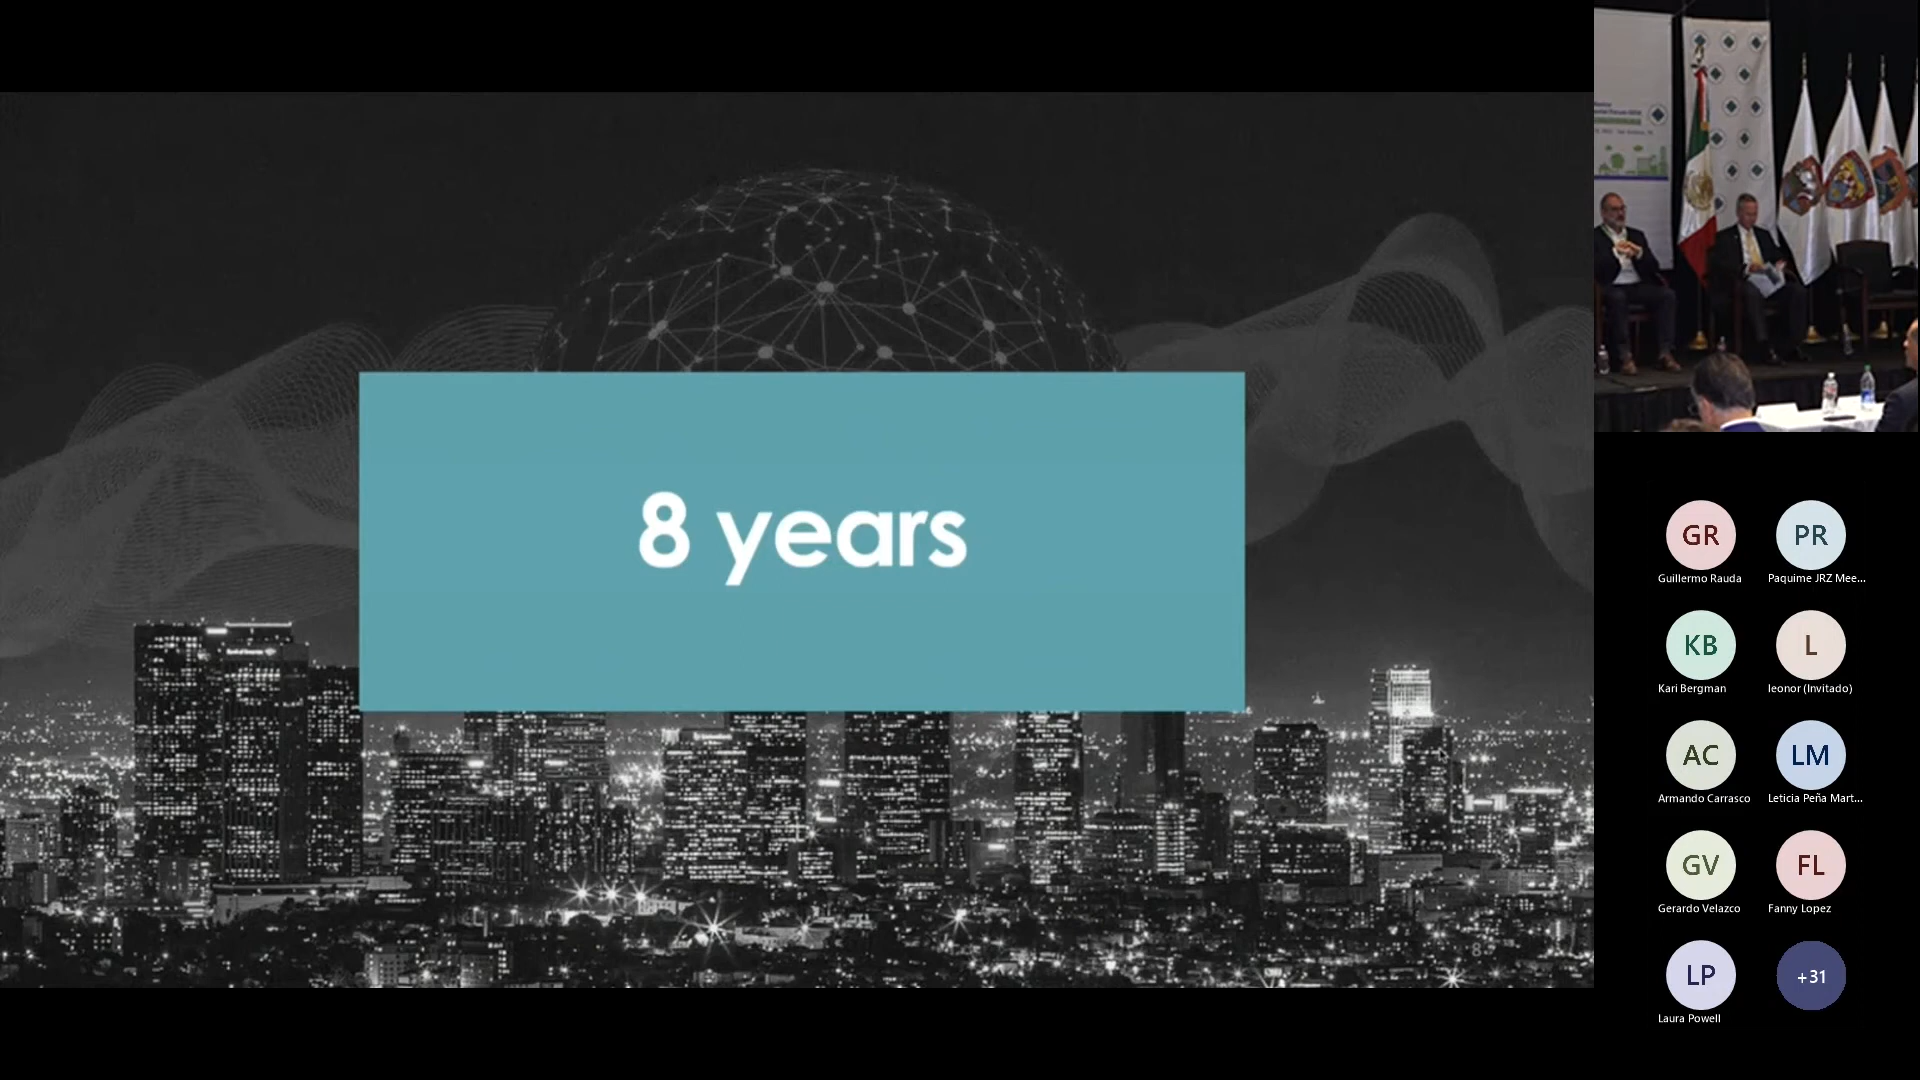 8 years
8
GR
PR
Guillermo Rauda
Paquime JRZ Mee...
KB
L
Kari Bergman
leonor (Invitado)
AC
LM
Armando Carrasco
Leticia Peña Mart...
GV
FL
Gerardo Velazco
Fanny Lopez
LP
+31
Laura Powell